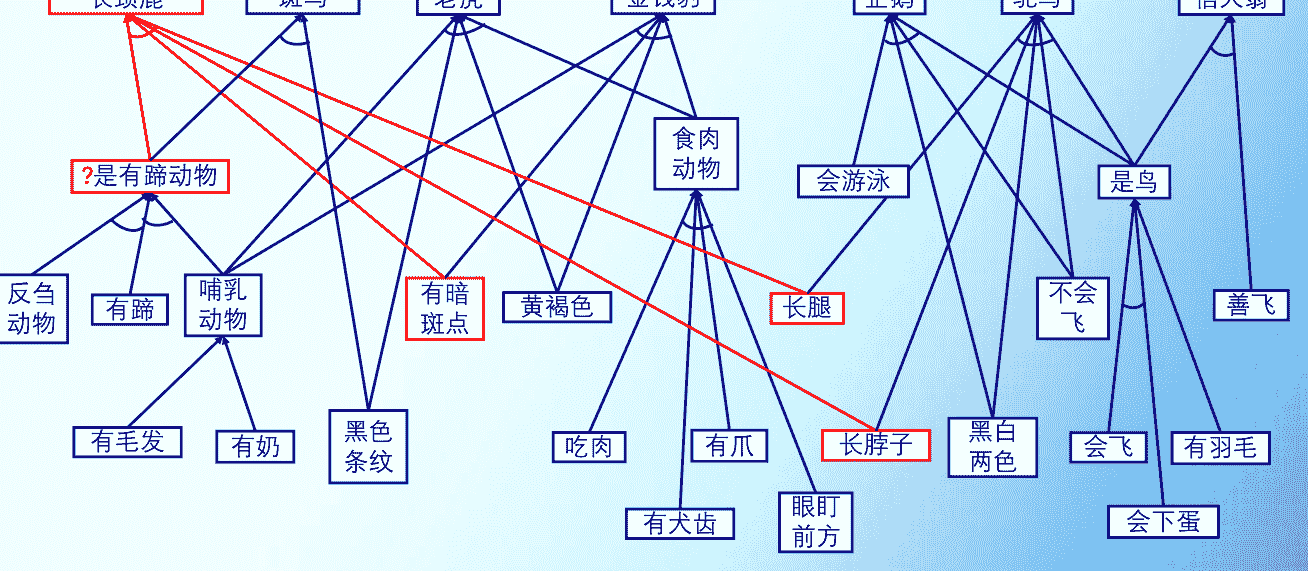 长颈鹿
斑马
老虎
金钱豹
企鹅
鸵鸟
信天翁
食肉
动物
?是有蹄动物
会游泳
是鸟
反刍
动物
有蹄
哺乳
动物
有暗
斑点
黄褐色
长腿
不会
飞
善飞
有毛发
有奶
黑色
条纹
吃肉
有爪
长脖子
黑白
两色
会飞
有羽毛
有犬齿
眼盯
前方
会下蛋